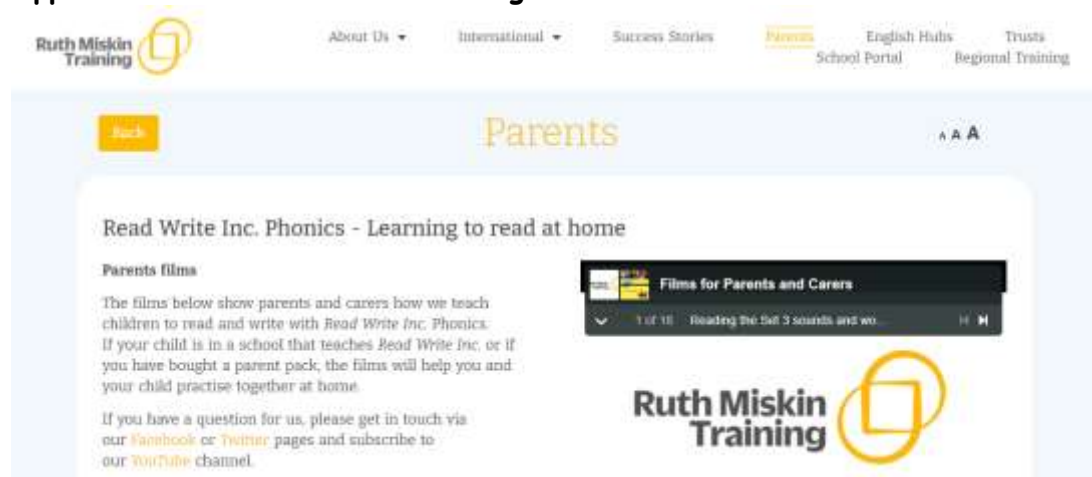 Ruth Miskin
Training
About Us
International
Success Stories
Parents
English Hubs
Trusts
School Portal
Regional Training
Back
Parents
A A A
Read Write Inc. Phonics - Learning to read at home
Parents films
The films below show parents and carers how we teach
children to read and write with Read Write Inc. Phonics.
If your child is in a school that teaches Read Write Inc. or if
you have bought a parent pack, the films will help you and
your child practise together at home.
If you have a question for us, please get in touch via
our Facebook or Twitter pages and subscribe to
our YouTube channel.
Films for Parents and Carers
1 of 18 Reading the Set 3 sounds and wo...
Ruth Miskin
Training